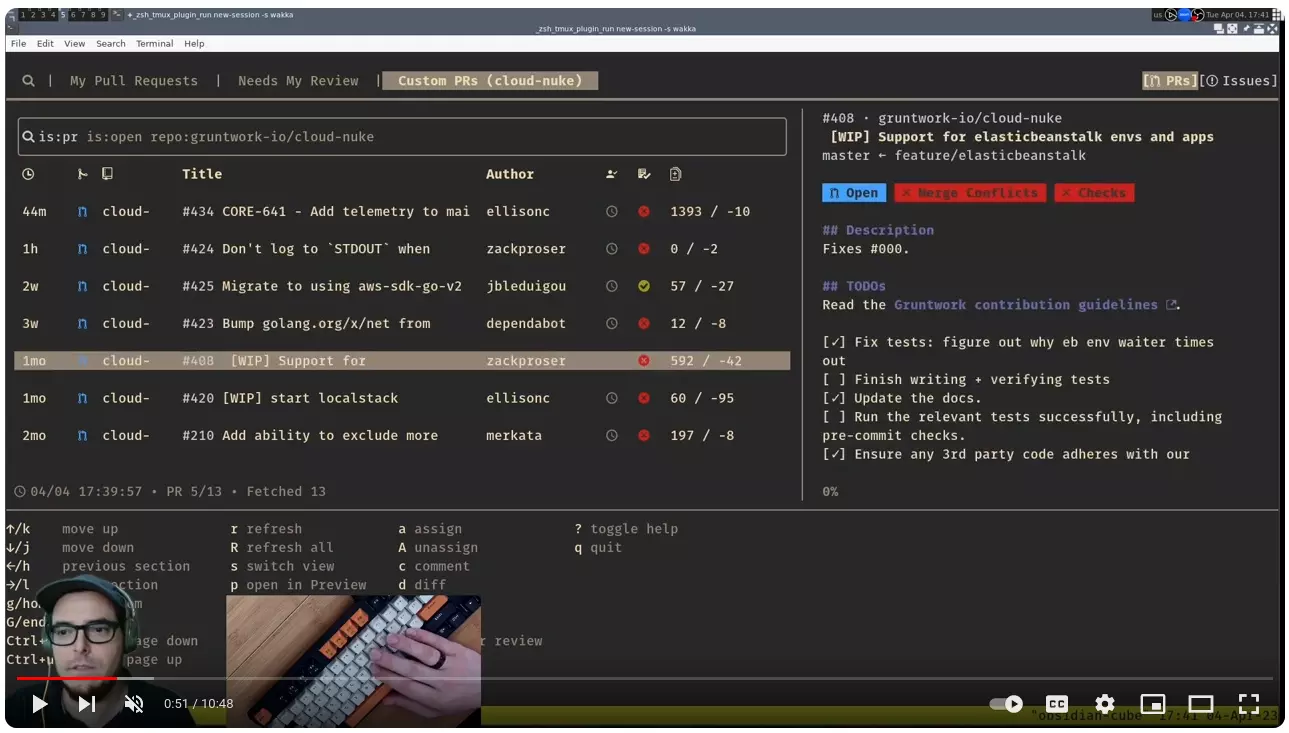 1 2 3 4 5 6 7 8 9 >- + _zsh_tmux_plugin_run new-session -s wakka us Tue Apr 04, 17:41
_zsh_tmux_plugin_run new-session -s wakka
File Edit View Search Terminal Help
| My Pull Requests | Needs My Review | Custom PRs (cloud-nuke) [PRs][Issues]
is:pr is:open repo:gruntwork-io/cloud-nuke
Title Author
44m cloud- #434 CORE-641 - Add telemetry to mai ellisonc 1393 / -10
1h cloud- #424 Don't log to `STDOUT` when zackproser 0 / -2
2w cloud- #425 Migrate to using aws-sdk-go-v2 jbleduigou 57 / -27
3w cloud- #423 Bump golang.org/x/net from dependabot 12 / -8
1mo cloud- #408 [WIP] Support for zackproser 592 / -42
1mo cloud- #420 [WIP] start localstack ellisonc 60 / -95
2mo cloud- #210 Add ability to exclude more merkata 197 / -8
04/04 17:39:57 • PR 5/13 • Fetched 13
#408 · gruntwork-io/cloud-nuke
[WIP] Support for elasticbeanstalk envs and apps
master ← feature/elasticbeanstalk
Open × Merge Conflicts × Checks
## Description
Fixes #000.
## TODOs
Read the Gruntwork contribution guidelines.
[✓] Fix tests: figure out why eb env waiter times
out
[ ] Finish writing + verifying tests
[✓] Update the docs.
[ ] Run the relevant tests successfully, including
pre-commit checks.
[✓] Ensure any 3rd party code adheres with our
0%
↑/k move up r refresh a assign ? toggle help
↓/j move down R refresh all A unassign q quit
←/h previous section s switch view c comment
→/l p open in Preview d diff
G/end
Ctrl+ page down review
Ctrl+u page up
0:51 / 10:48 CC
"obsidian-cube" 17:41 04-Apr-23